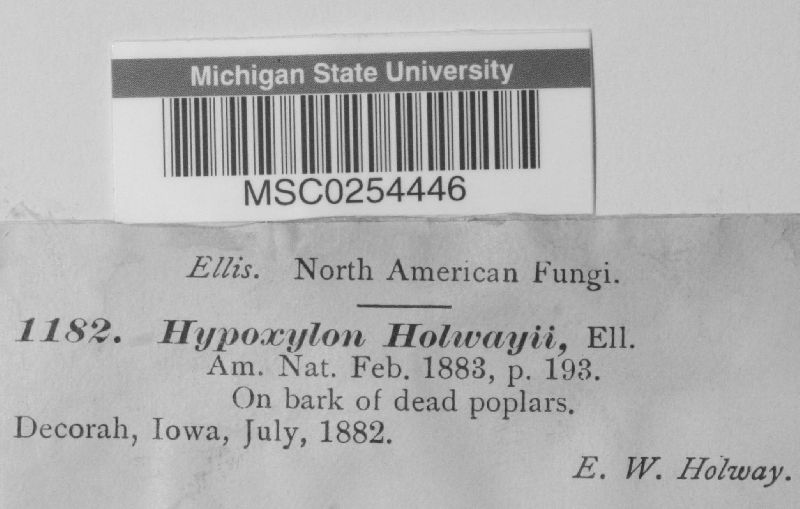 Michigan State University
MSC0254446
Ellis. North American Fungi.
1182. Hypoxylon Holwayii, Ell.
Am. Nat. Feb. 1883, p. 193.
On bark of dead poplars.
Decorah, Iowa, July, 1882.
E. W. Holway.